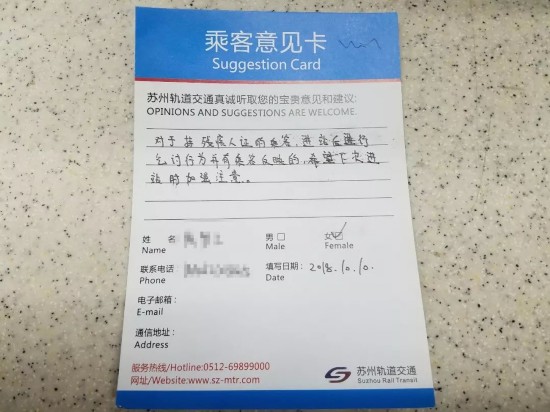 乘客意见卡
Suggestion Card
苏州轨道交通真诚听取您的宝贵意见和建议:
OPINIONS AND SUGGESTIONS ARE WELCOME
对于持残疾人证的乘客,进站后进行
乞讨行为并有乘客反映的,希望下次进
站时加强注意。
姓 名
男 女
Name
Male Female
联系电话
填写日期: 2018.10.10.
Phone
Date
电子邮箱:
E-mail
通信地址:
Address
服务热线/Hotline:0512-69899000
网址/Website:www.sz-mtr.com
苏州轨道交通
Suzhou Rail Transit